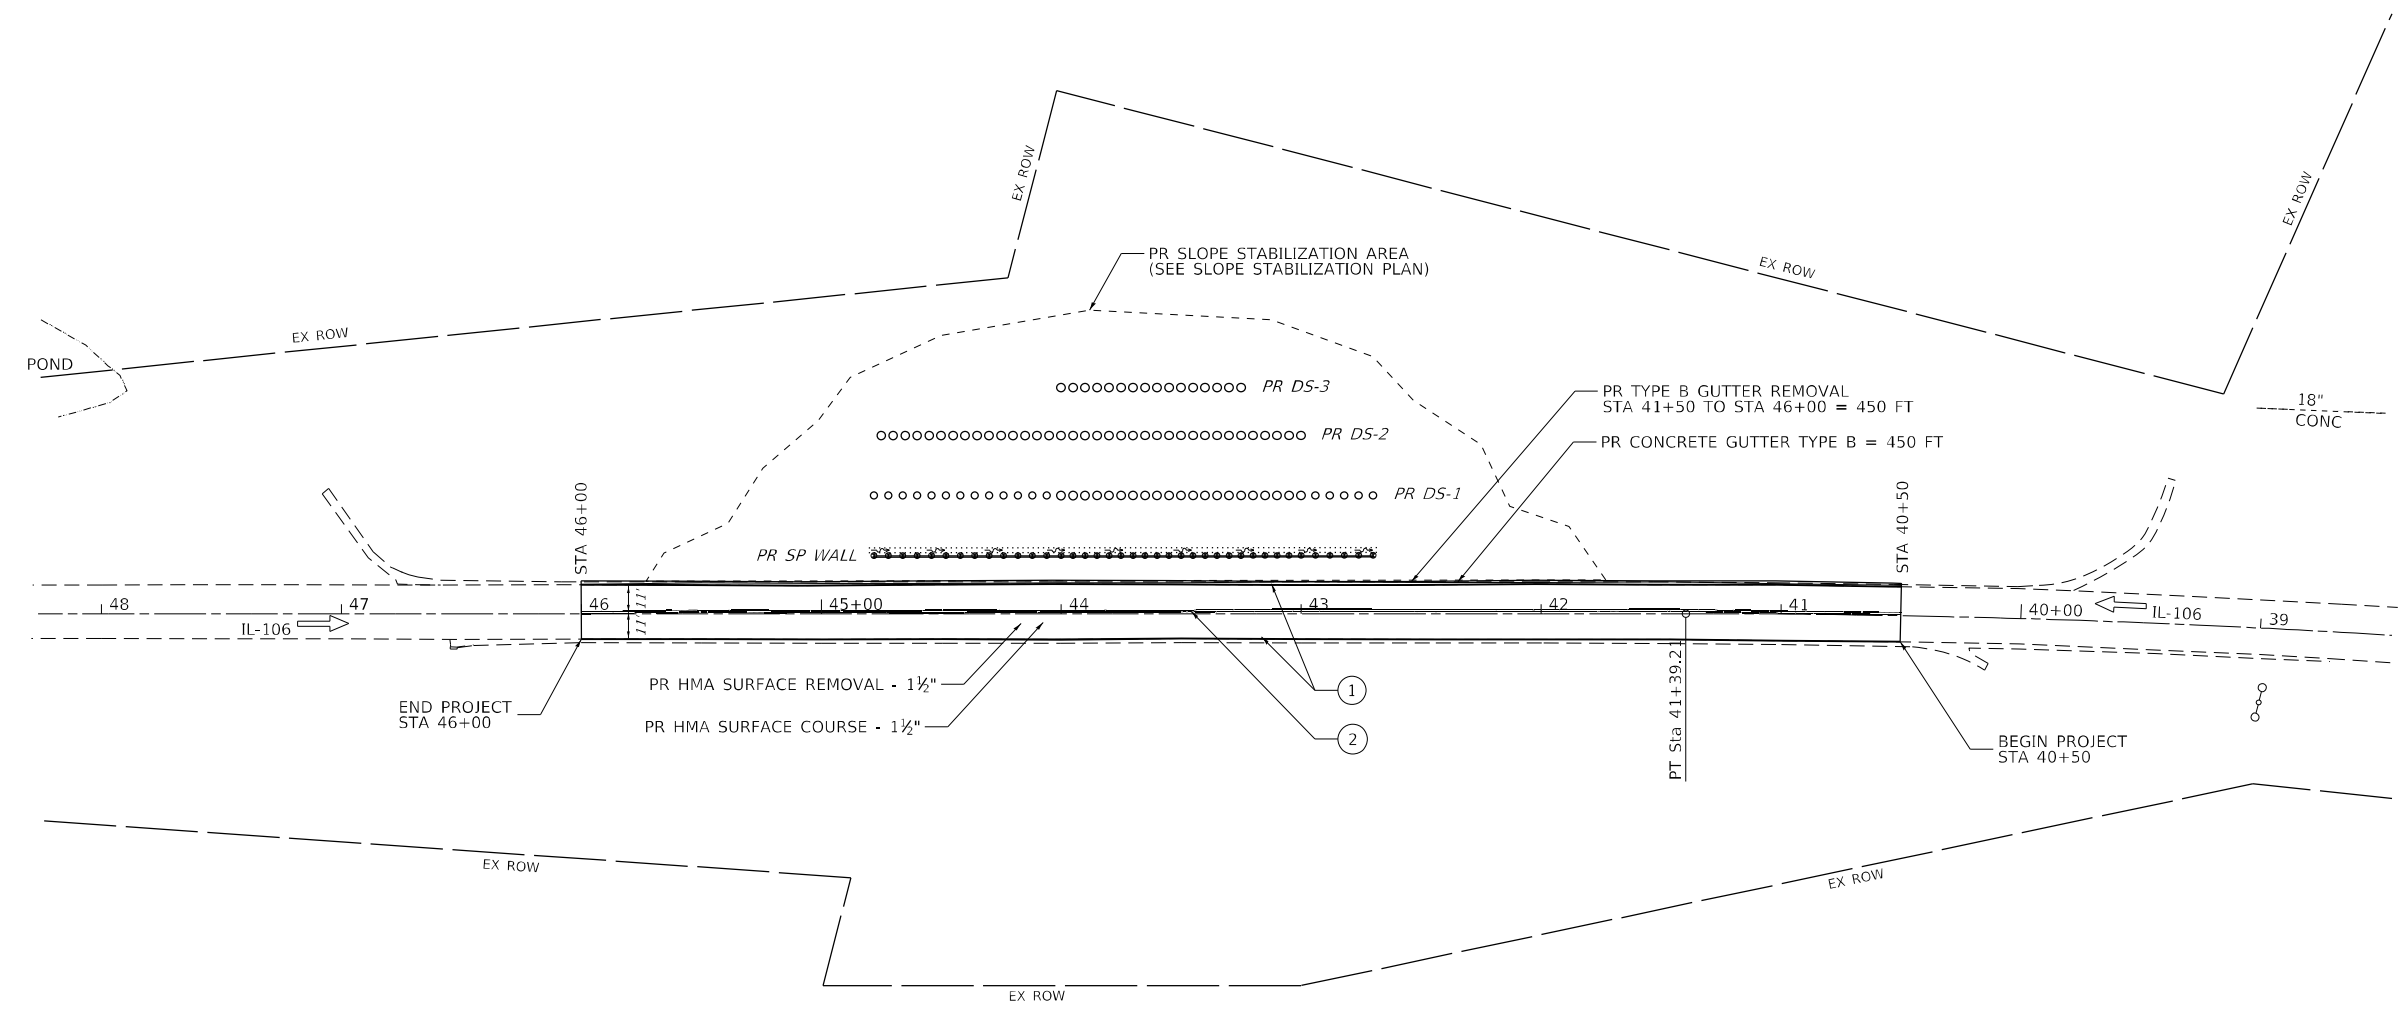 EX ROW
EX ROW
EX ROW
PR SLOPE STABILIZATION AREA
(SEE SLOPE STABILIZATION PLAN)
EX ROW
POND
PR DS-3
PR TYPE B GUTTER REMOVAL
STA 41+50 TO STA 46+00 = 450 FT
18"
CONC
PR DS-2
PR CONCRETE GUTTER TYPE B = 450 FT
STA 46+00
PR DS-1
STA 40+50
PR SP WALL
11'
48
47
46
45+00
44
43
42
41
40+00
IL-106
39
IL-106
11'
PR HMA SURFACE REMOVAL - 1½"
1
END PROJECT
STA 46+00
PR HMA SURFACE COURSE - 1½"
2
PT Sta 41+39.21
BEGIN PROJECT
STA 40+50
EX ROW
EX ROW
EX ROW